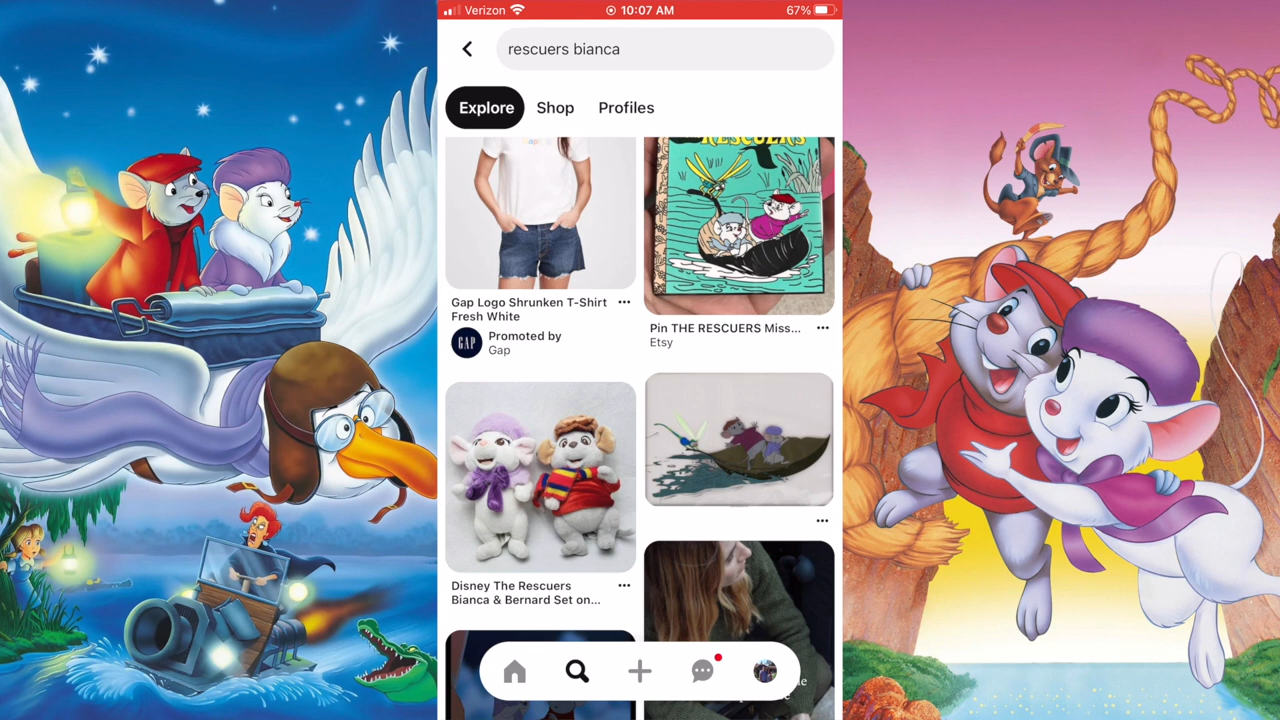 Verizon 10:07 AM 67%
rescuers bianca
Explore Shop Profiles
RESCUERS
Gap Logo Shrunken T-Shirt
Fresh White
GAP
Promoted by
Gap
Pin THE RESCUERS Miss...
Etsy
Disney The Rescuers
Bianca & Bernard Set on...